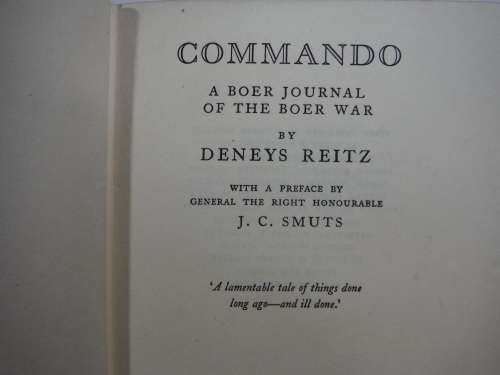 COMMANDO
A BOER JOURNAL
OF THE BOER WAR
BY
DENEYS REITZ
WITH A PREFACE BY
GENERAL THE RIGHT HONOURABLE
J. C. SMUTS
'A lamentable tale of things done
long ago—and ill done.'